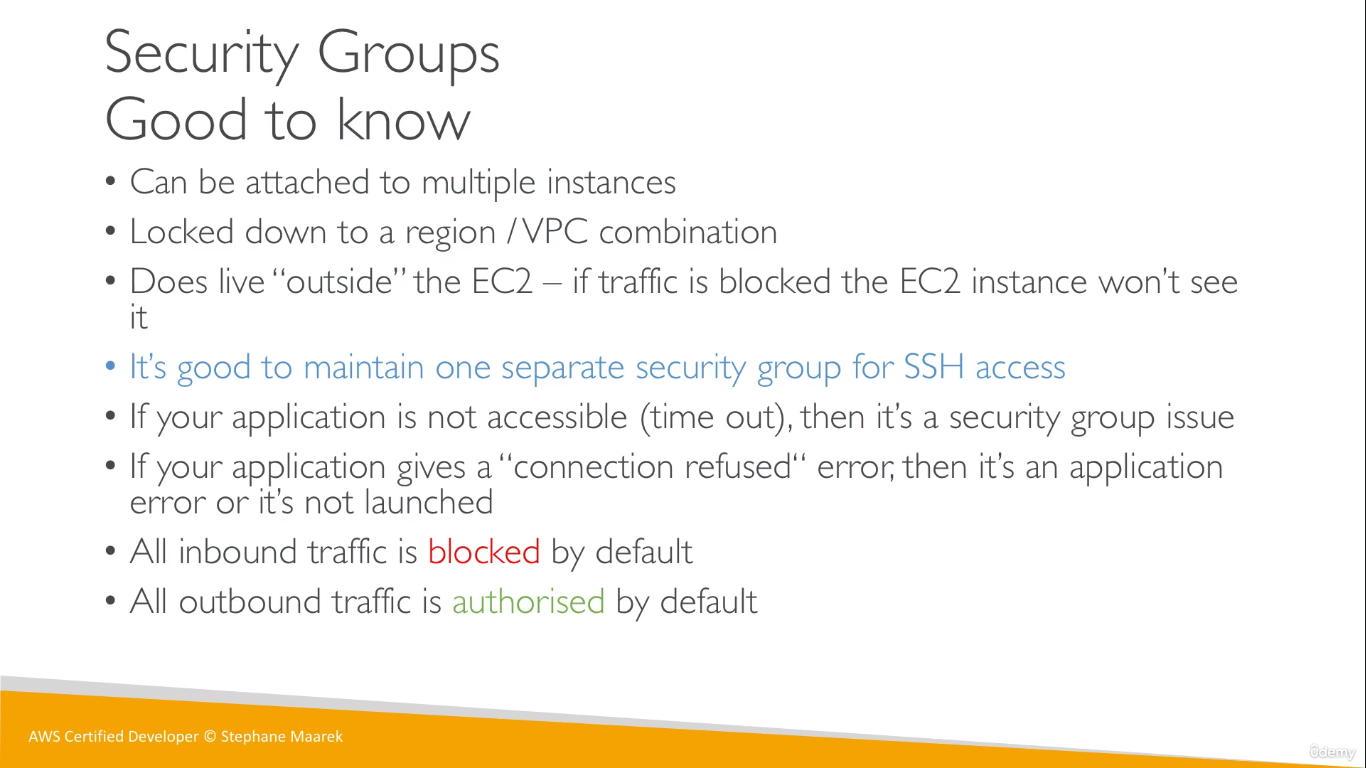 Security Groups
Good to know
• Can be attached to multiple instances
• Locked down to a region / VPC combination
• Does live “outside” the EC2 – if traffic is blocked the EC2 instance won’t see
it
• It’s good to maintain one separate security group for SSH access
• If your application is not accessible (time out), then it’s a security group issue
• If your application gives a “connection refused“ error, then it’s an application
error or it’s not launched
• All inbound traffic is blocked by default
• All outbound traffic is authorised by default
AWS Certified Developer © Stephane Maarek
ûdemy